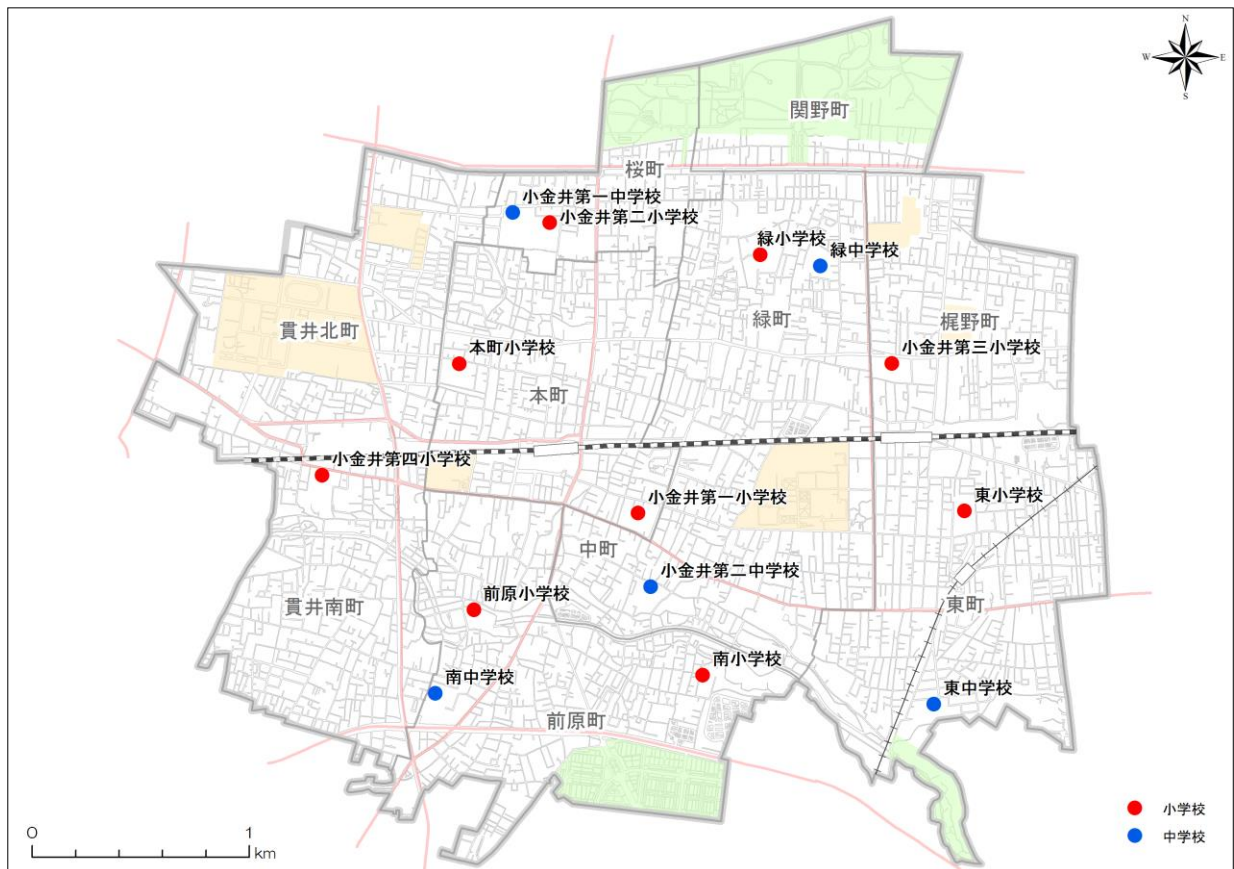 N
W
E
S
関野町
桜町
小金井第一中学校
小金井第二小学校
緑小学校
緑中学校
貫井北町
緑町
梶野町
本町小学校
小金井第三小学校
本町
小金井第四小学校
小金井第一小学校
東小学校
中町
小金井第二中学校
前原小学校
貫井南町
東町
南小学校
南中学校
東中学校
前原町
0 1
km
小学校
中学校